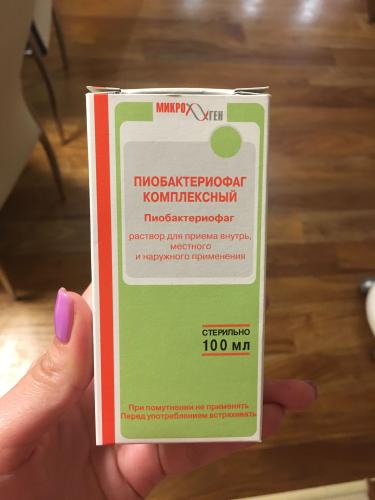 МИКРОГЕН
ПИОБАКТЕРИОФАГ
КОМПЛЕКСНЫЙ
Пиобактериофаг
раствор для приема внутрь,
местного
и наружного применения
СТЕРИЛЬНО
100 мл
При помутнении не применять
Перед употреблением встряхивать